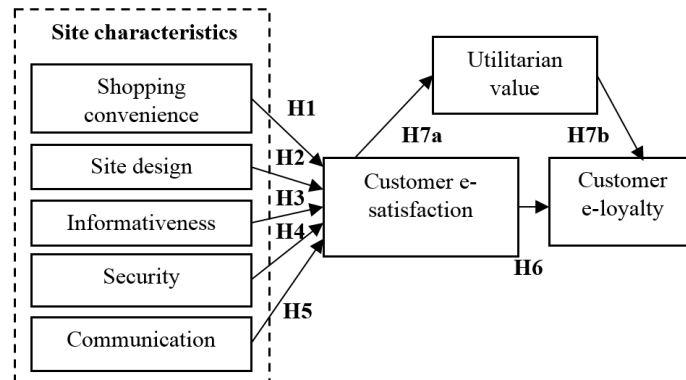 Site characteristics
Shopping
convenience
Site design
Informativeness
Security
Communication
H1
H2
H3
H4
H5
Customer e-
satisfaction
H7a
Utilitarian
value
H7b
H6
Customer
e-loyalty